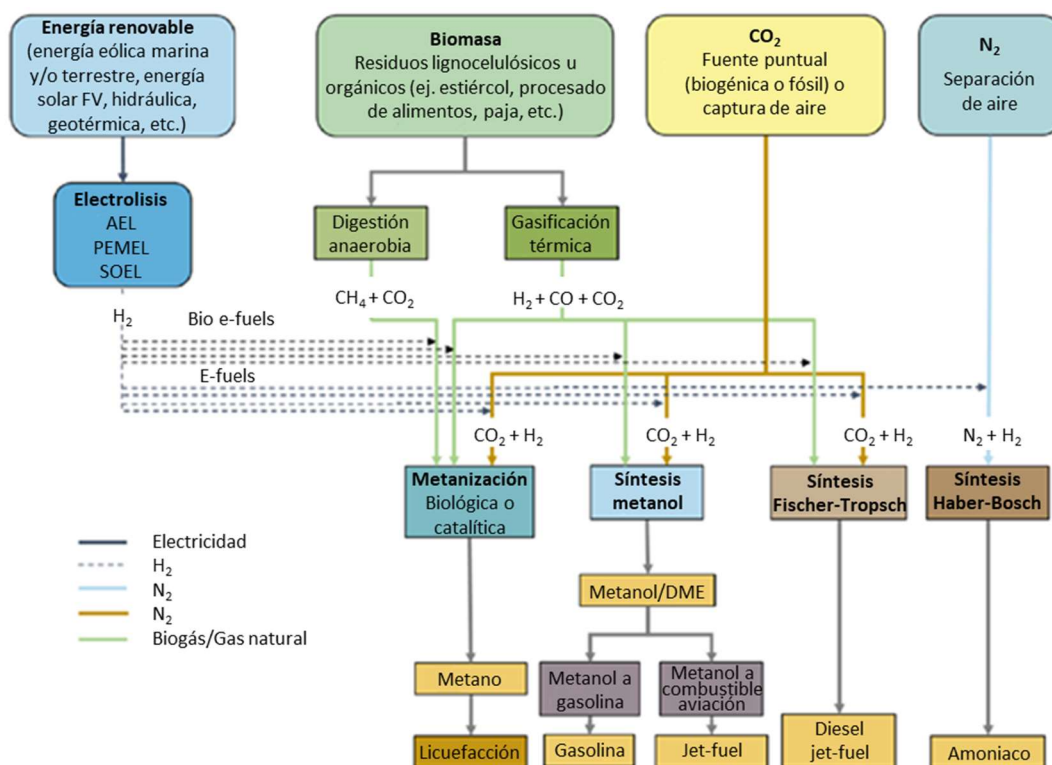 Energía renovable
(energía eólica marina
y/o terrestre, energía
solar FV, hidráulica,
geotérmica, etc.)
Biomasa
Residuos lignocelulósicos u
orgánicos (ej. estiércol, procesado
de alimentos, paja, etc.)
CO₂
Fuente puntual
(biogénica o fósil) o
captura de aire
N₂
Separación
de aire
Electrolisis
AEL
PEMEL
SOEL
Digestión
anaerobia
Gasificación
térmica
H₂
CH₄ + CO₂
H₂ + CO + CO₂
Bio e-fuels
E-fuels
CO₂ + H₂
CO₂ + H₂
CO₂ + H₂
N₂ + H₂
Metanización
Biológica o
catalítica
Síntesis
metanol
Síntesis
Fischer-Tropsch
Síntesis
Haber-Bosch
Electricidad
H₂
N₂
N₂
Biogás/Gas natural
Metanol/DME
Metano
Metanol a
gasolina
Metanol a
combustible
aviación
Licuefacción
Gasolina
Jet-fuel
Diesel
jet-fuel
Amoniaco